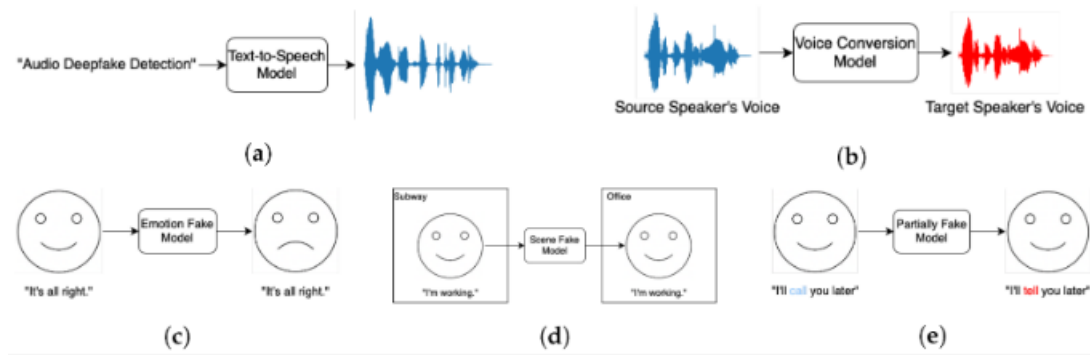 "Audio Deepfake Detection"
Text-to-Speech
Model
(a)
Source Speaker's Voice
Voice Conversion
Model
Target Speaker's Voice
(b)
Emotion Fake
Model
"It's all right."
"It's all right."
(c)
Subway
Scene Fake
Model
Office
"I'm working."
"I'm working."
(d)
Partially Fake
Model
"I'll call you later"
"I'll tell you later"
(e)